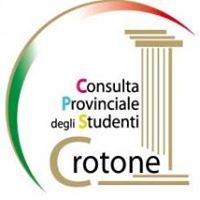 Consulta
Provinciale
degli Studenti
Crotone